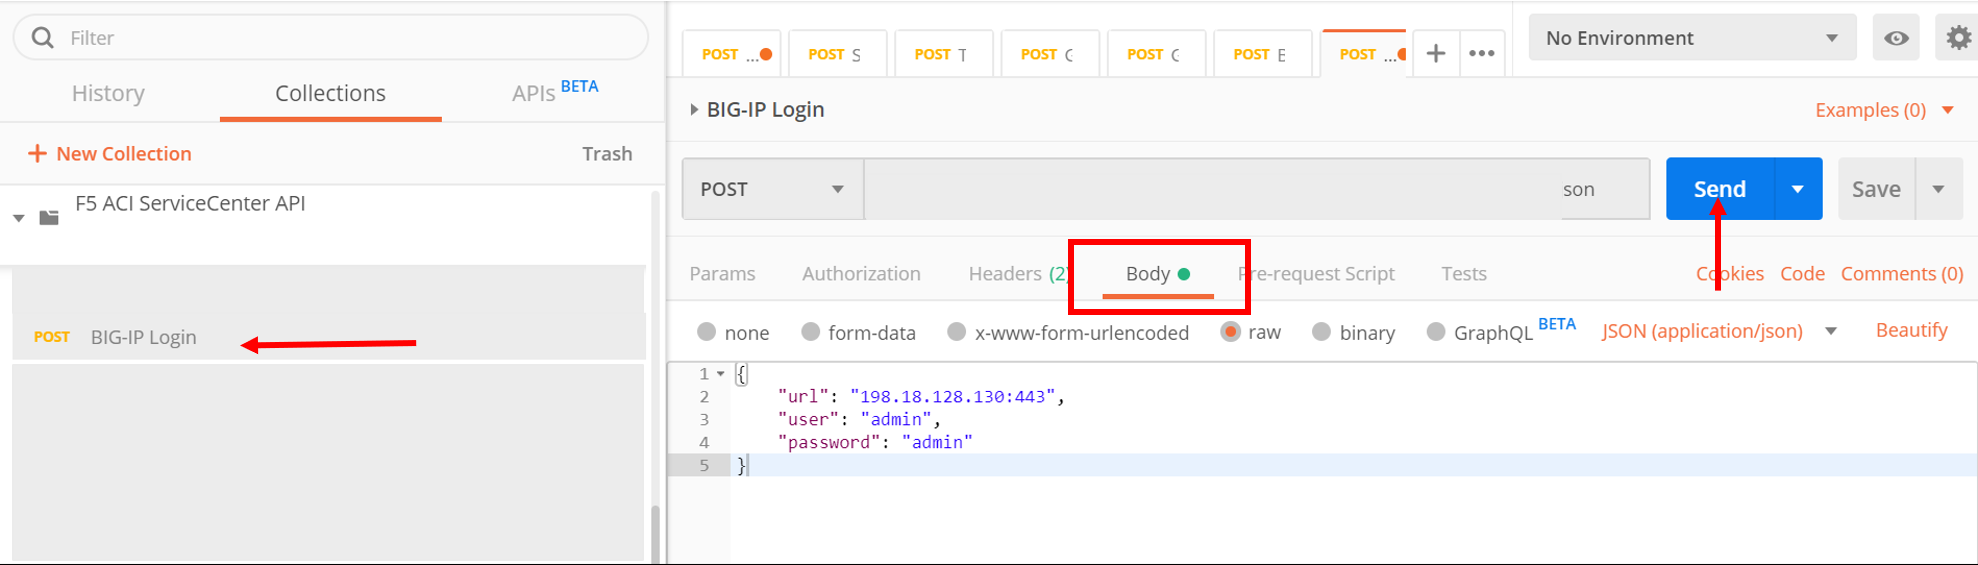 Filter
History Collections APIs BETA
+ New Collection Trash
F5 ACI ServiceCenter API
POST BIG-IP Login
POST ... POST S POST T POST G POST C POST E POST ... + •••
No Environment
BIG-IP Login Examples (0)
POST son Send Save
Params Authorization Headers (2) Body Pre-request Script Tests Cookies Code Comments (0)
none form-data x-www-form-urlencoded raw binary GraphQL BETA JSON (application/json) Beautify
1 {
2 "url": "198.18.128.130:443",
3 "user": "admin",
4 "password": "admin"
5 }